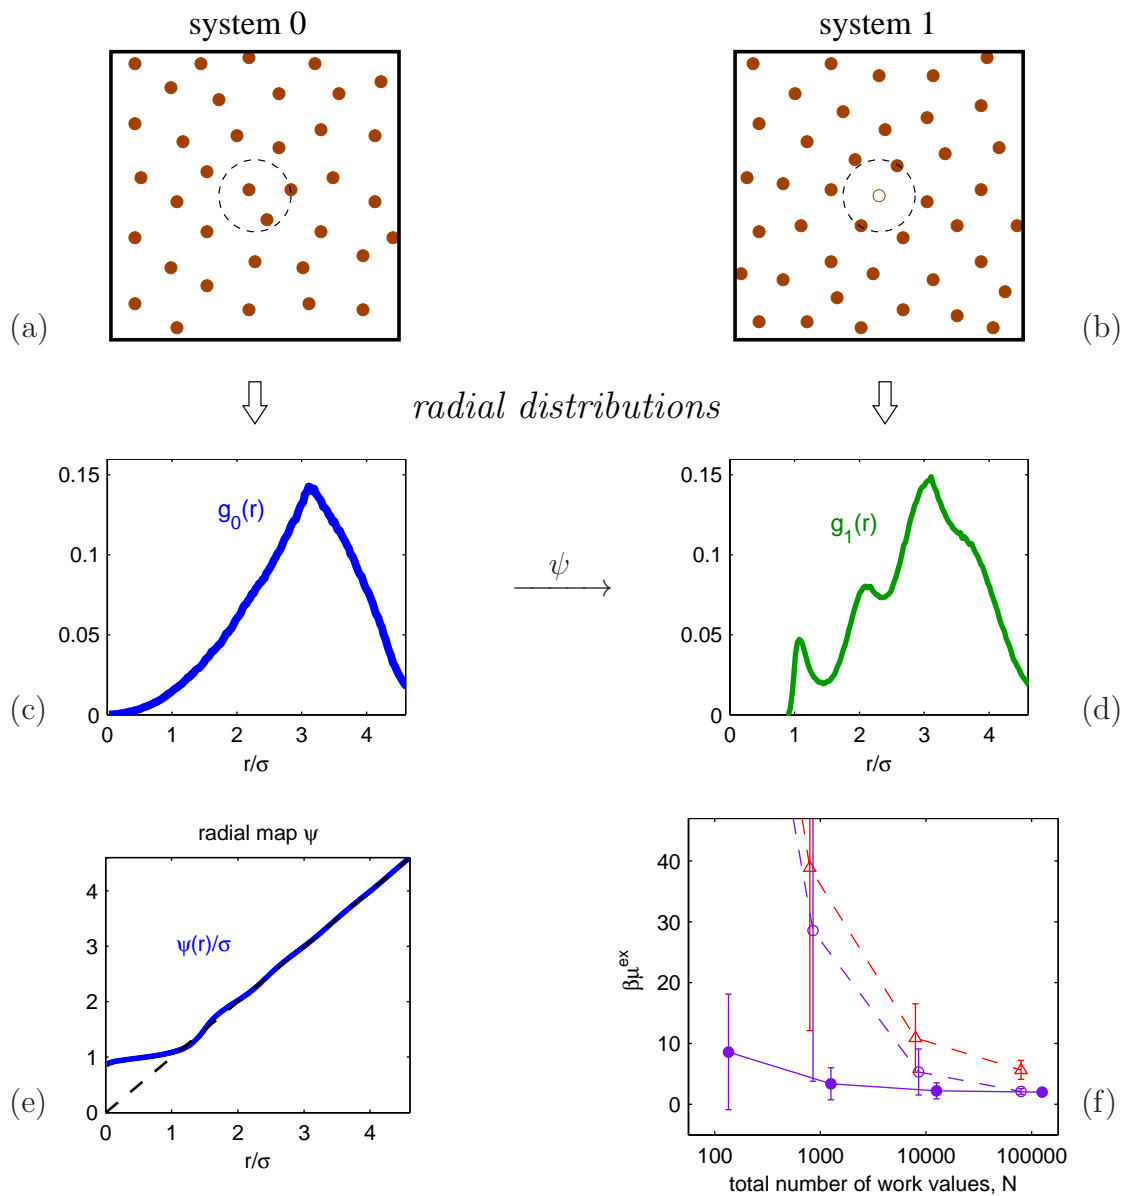 system 0
system 1
(a)
(b)
radial distributions
0.15
0.1
0.05
0
g₀(r)
0 1 2 3 4
r/σ
(c)
ψ
0.15
0.1
0.05
0
g₁(r)
0 1 2 3 4
r/σ
(d)
radial map ψ
4
3
2
1
0
ψ(r)/σ
0 1 2 3 4
r/σ
(e)
40
30
20
10
0
βμᵉˣ
100 1000 10000 100000
total number of work values, N
(f)